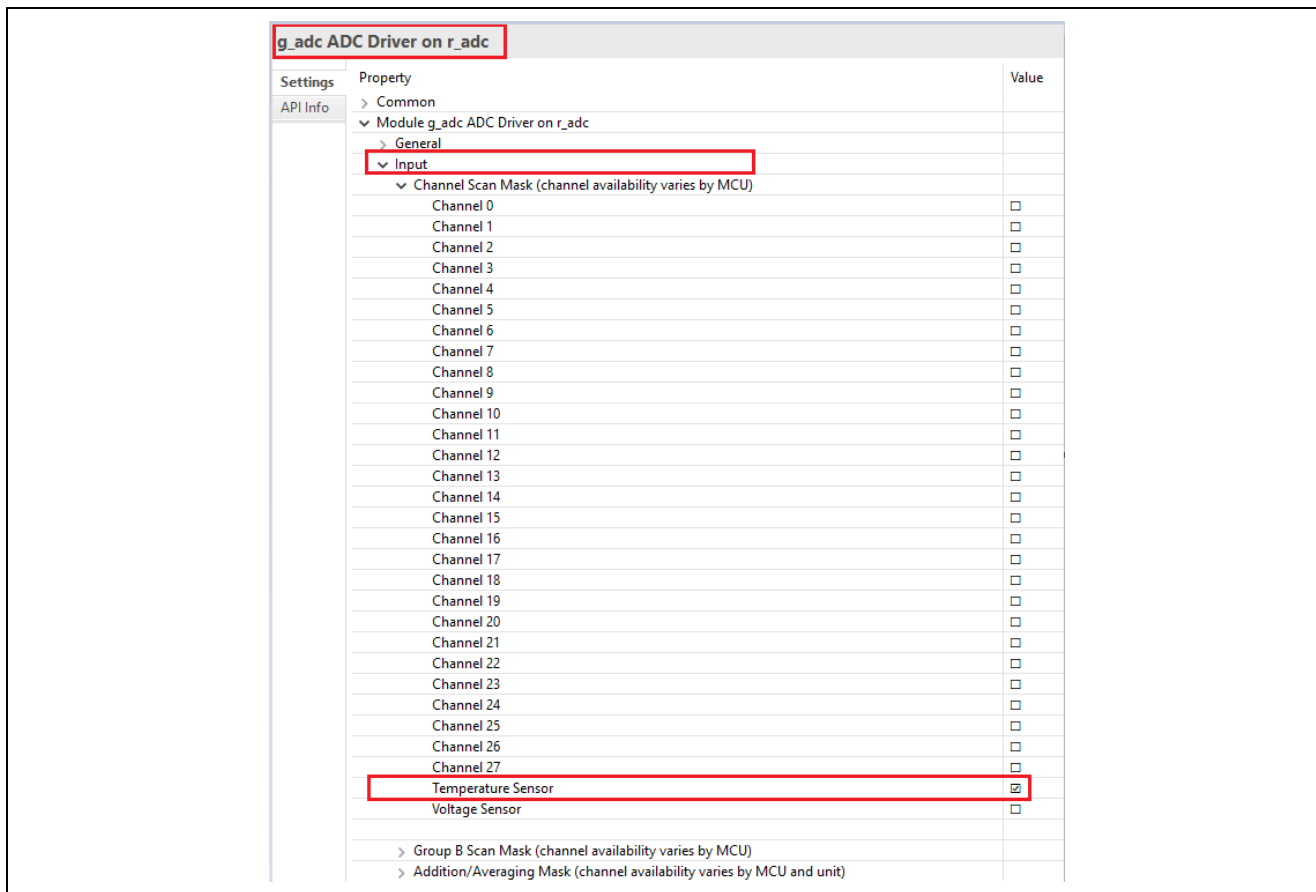 g_adc ADC Driver on r_adc
Settings
API Info
Property Value
Common
Module g_adc ADC Driver on r_adc
General
Input
Channel Scan Mask (channel availability varies by MCU)
Channel 0
Channel 1
Channel 2
Channel 3
Channel 4
Channel 5
Channel 6
Channel 7
Channel 8
Channel 9
Channel 10
Channel 11
Channel 12
Channel 13
Channel 14
Channel 15
Channel 16
Channel 17
Channel 18
Channel 19
Channel 20
Channel 21
Channel 22
Channel 23
Channel 24
Channel 25
Channel 26
Channel 27
Temperature Sensor
Voltage Sensor
Group B Scan Mask (channel availability varies by MCU)
Addition/Averaging Mask (channel availability varies by MCU and unit)